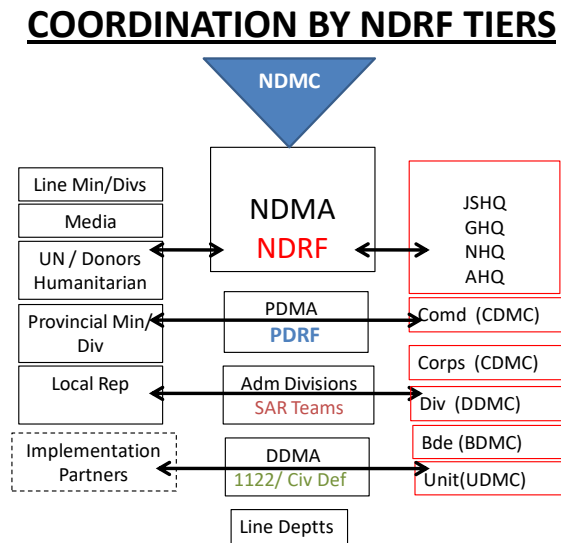 COORDINATION BY NDRF TIERS
NDMC
Line Min/Divs
Media
UN / Donors
Humanitarian
NDMA
NDRF
JSHQ
GHQ
NHQ
AHQ
Provincial Min/
Div
PDMA
PDRF
Comd (CDMC)
Corps (CDMC)
Local Rep
Adm Divisions
SAR Teams
Div (DDMC)
Bde (BDMC)
Implementation
Partners
DDMA
1122/ Civ Def
Unit(UDMC)
Line Deptts